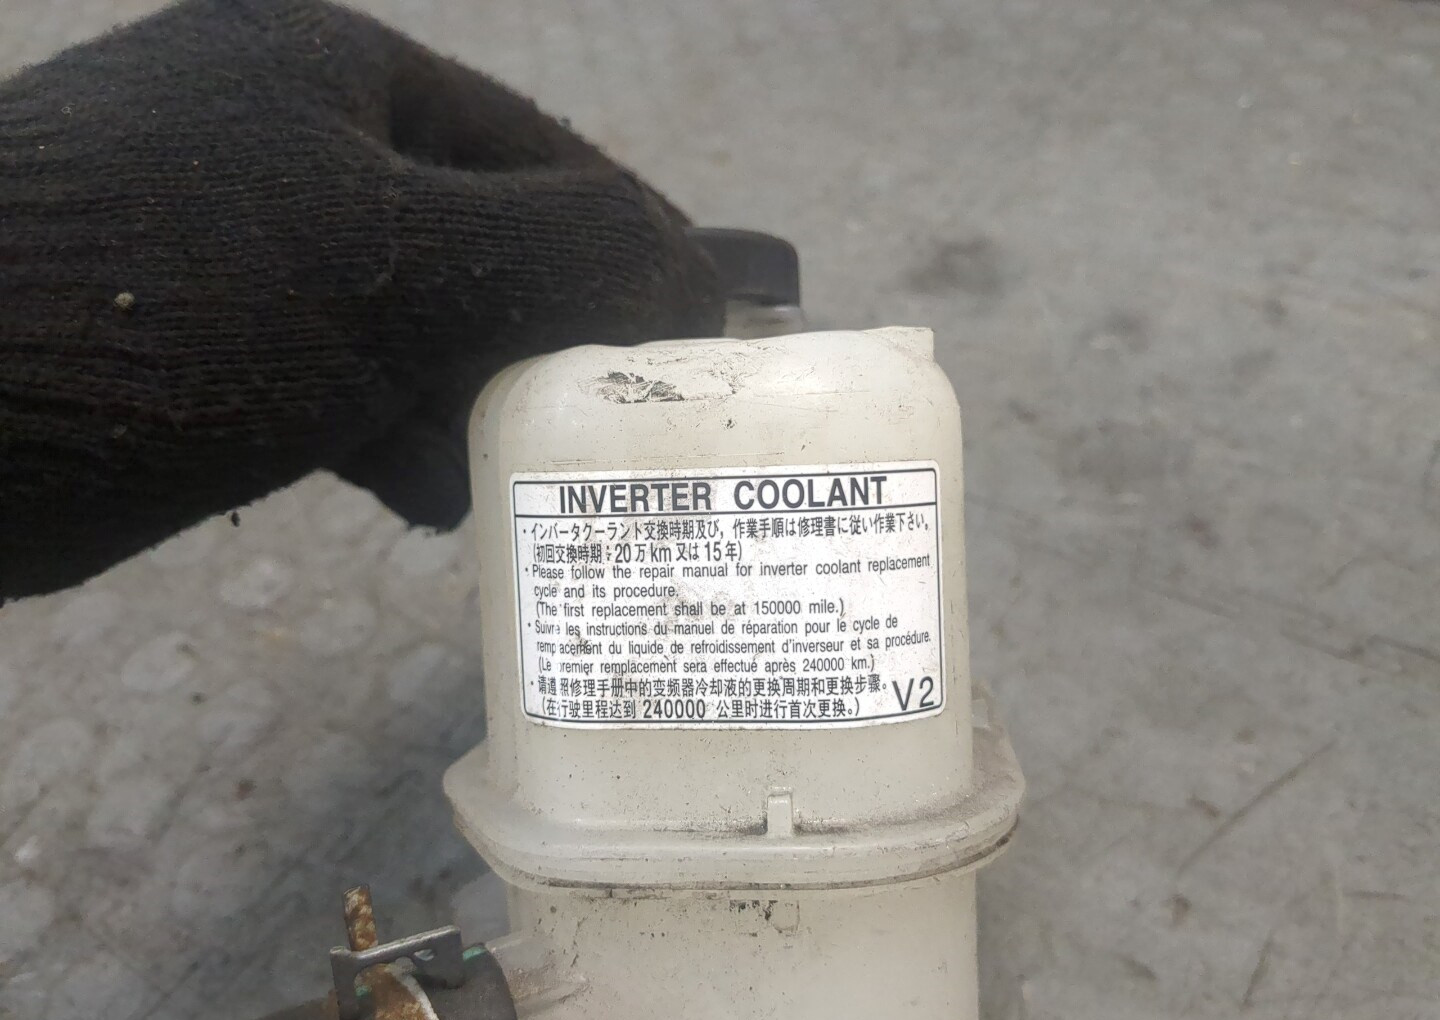 INVERTER COOLANT
・インバータクーラント交換時期及び，作業手順は修理書に従い作業下さい。
(初回交換時期：20万km又は15年)
・Please follow the repair manual for inverter coolant replacement
cycle and its procedure.
(The first replacement shall be at 150000 mile.)
・Suivre les instructions du manuel de réparation pour le cycle de
remplacement du liquide de refroidissement d'inverseur et sa procédure.
(Le premier remplacement sera effectué après 240000 km.)
・请遵照修理手册中的变频器冷却液的更换周期和更换步骤。
(在行驶里程达到 240000 公里时进行首次更换。)
V2